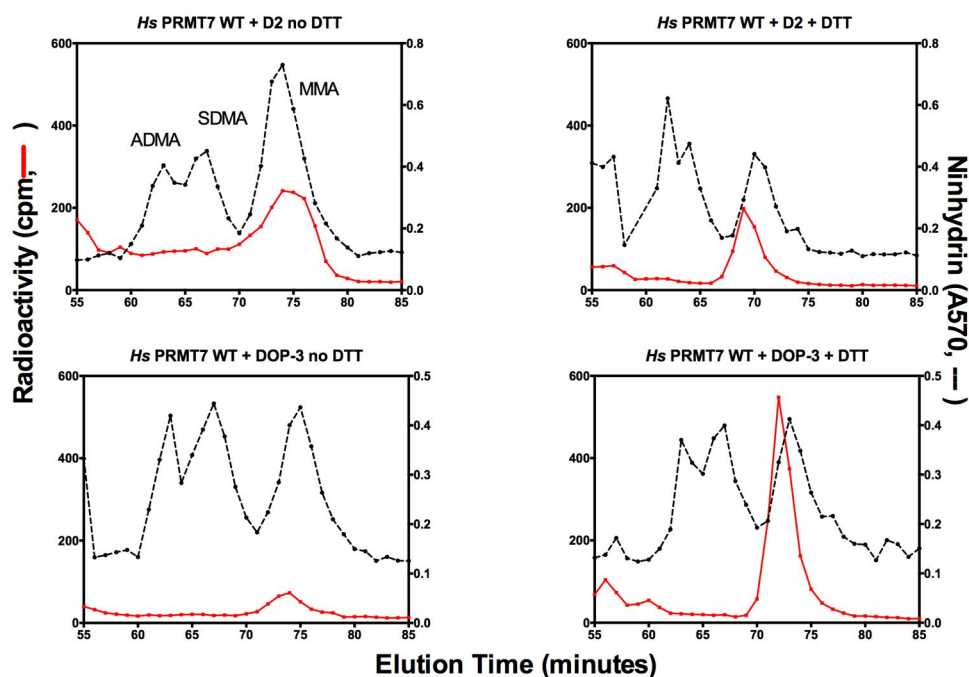 Hs PRMT7 WT + D2 no DTT
600
400
200
0
0.8
0.6
0.4
0.2
0.0
55 60 65 70 75 80 85
ADMA
SDMA
MMA
Hs PRMT7 WT + D2 + DTT
600
400
200
0
0.8
0.6
0.4
0.2
0.0
55 60 65 70 75 80 85
Hs PRMT7 WT + DOP-3 no DTT
600
400
200
0
0.5
0.4
0.3
0.2
0.1
0.0
55 60 65 70 75 80 85
Hs PRMT7 WT + DOP-3 + DTT
600
400
200
0
0.5
0.4
0.3
0.2
0.1
0.0
55 60 65 70 75 80 85
Radioactivity (cpm, — )
Ninhydrin (A570, --- )
Elution Time (minutes)